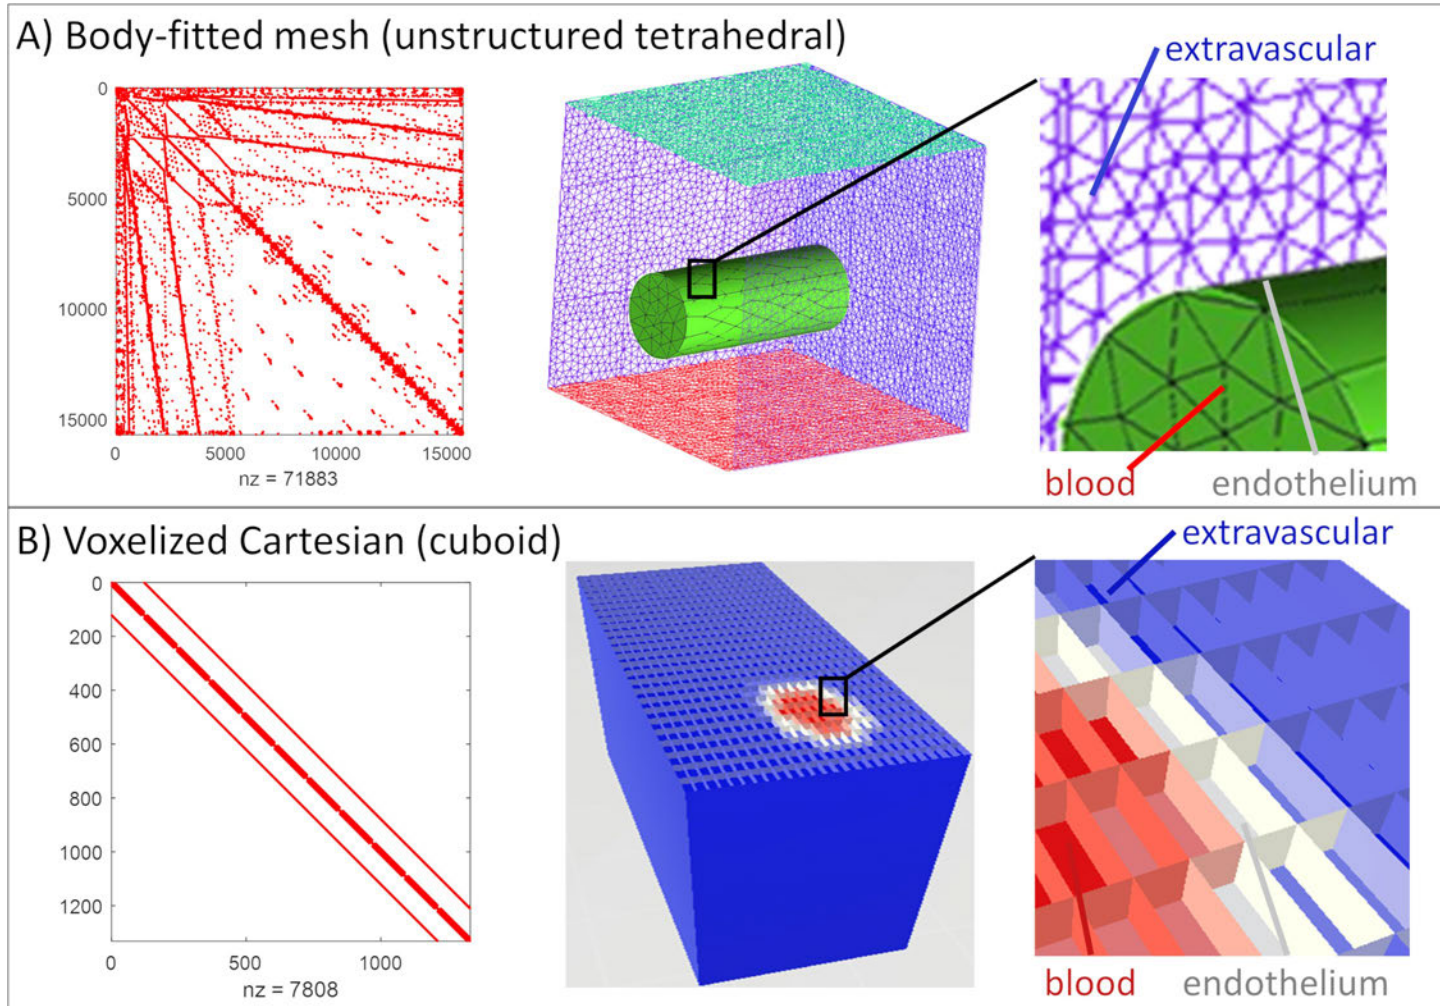 A) Body-fitted mesh (unstructured tetrahedral)
extravascular
0
5000
10000
15000
0 5000 10000 15000
nz = 71883
blood endothelium
B) Voxelized Cartesian (cuboid)
extravascular
0
200
400
600
800
1000
1200
0 500 1000
nz = 7808
blood endothelium